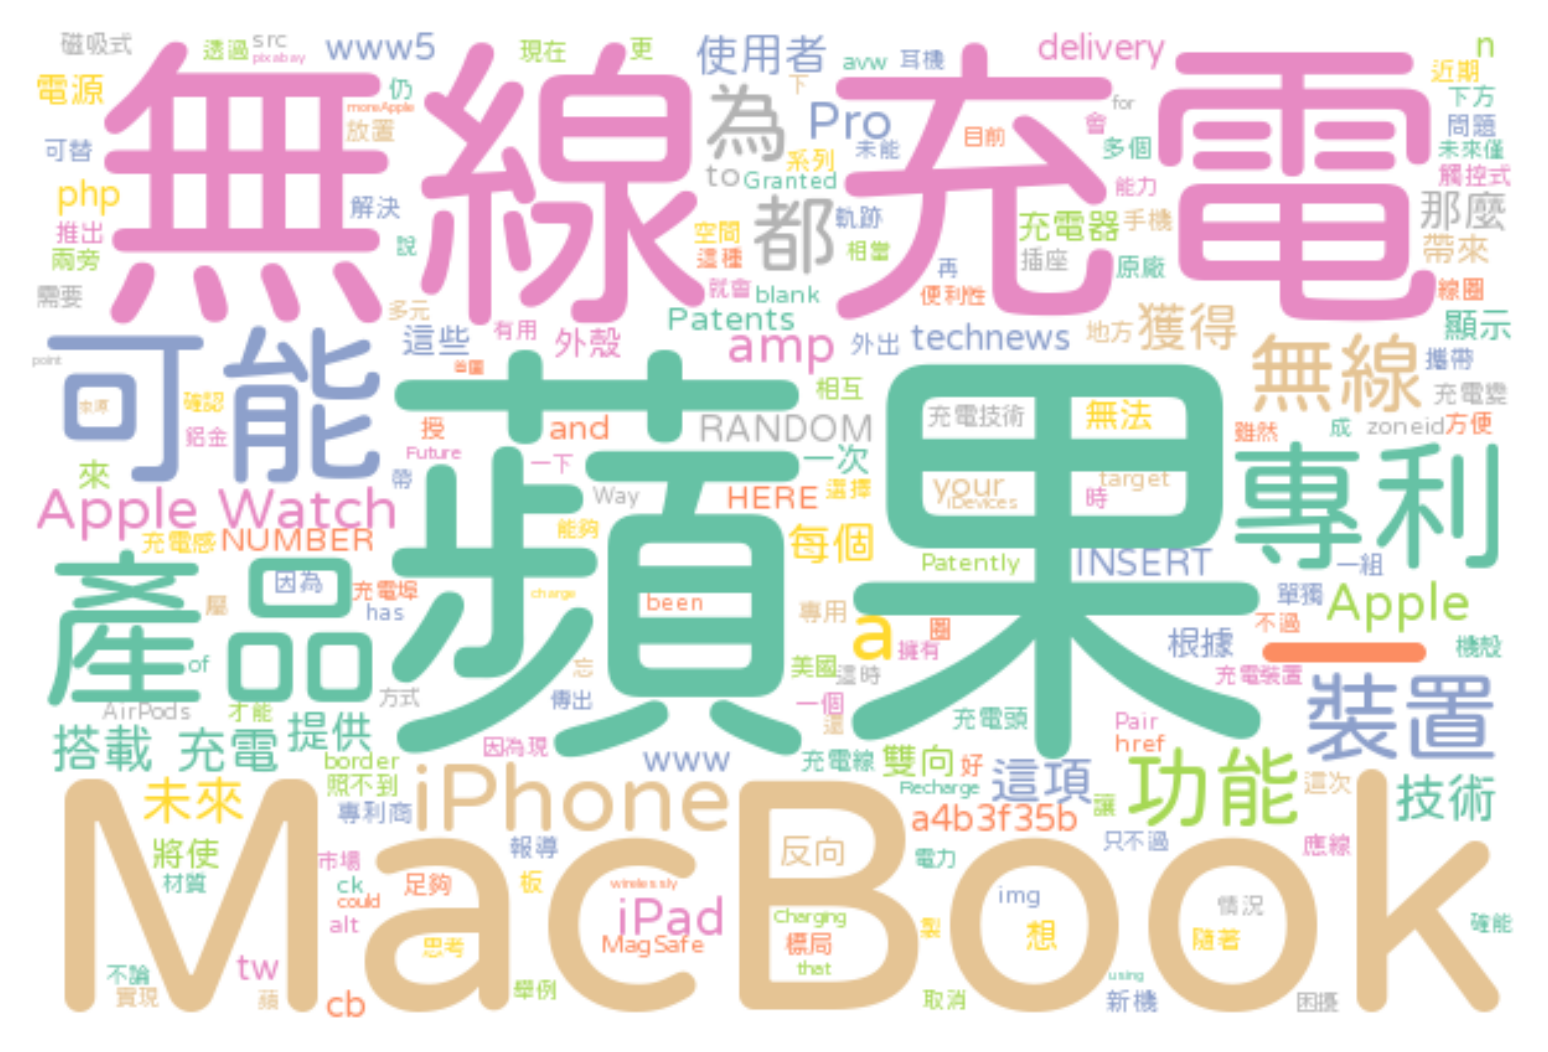 磁吸式 透過 src pixabay www5 現在 更 使用者 avw 耳機 delivery n
電源 仍 moreApple 放置 下 近期 下方
無線充電
為 Pro for 目前 會 問題
可替 系列 未能 多個 未來僅
php 解決 to Granted 能力 觸控式
推出 說 都 軌跡 充電器 手機 那麼
兩旁 空間 這種 相當 插座 原廠 帶來
需要 就會 blank 再 便利性 線圈
多元 有用 Patents 顯示
可能 這些 外殼 amp 外出 technews 地方 獲得 無線 攜帶
point 相互 充電變
來源 確認 鋁金 授 and RANDOM 充電技術 無法 雖然 成 zoneid 方便
蘋果
來 Future 一下 一次 專利
帶 Way HERE 選擇 your iDevices target 時
Apple Watch
充電感 NUMBER 能夠 每個
產品 因為 充電埠 Patently INSERT 一組
has charge been 專用 a 圈 單獨 Apple
屬 of 擁有 根據 不過 一 機殼
忘 美國 這時 充電裝置
AirPods 才能 方式 傳出 一個 裝置
搭載 充電 提供 因為現 還 充電頭 Pair href
border www 充電線 雙向 好 這項 功能 這次
未來 照不到 iPhone Recharge 讓 技術
專利商 a4b3f35b
MacBook
將使 市場 報導 反向 電力 只不過 應線
材質 ck could 足夠 板 wirelessly img 情況
alt iPad Charging 製 確能
思考 MagSafe 標局 想 隨著
不論 tw that using
實現 蘋 cb 舉例 取消 新機 困擾